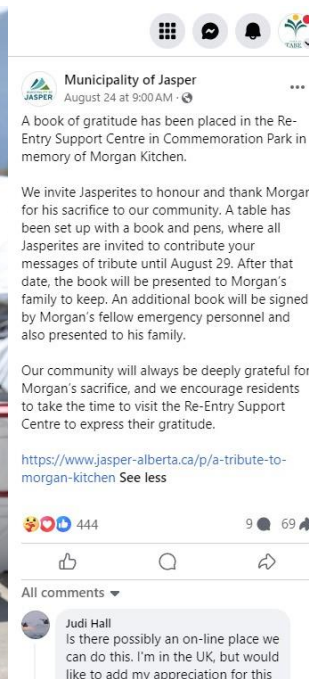 TABLE
Municipality of Jasper
JASPER
August 24 at 9:00 AM ·
A book of gratitude has been placed in the Re-
Entry Support Centre in Commemoration Park in
memory of Morgan Kitchen.
We invite Jasperites to honour and thank Morgan
for his sacrifice to our community. A table has
been set up with a book and pens, where all
Jasperites are invited to contribute your
messages of tribute until August 29. After that
date, the book will be presented to Morgan's
family to keep. An additional book will be signed
by Morgan's fellow emergency personnel and
also presented to his family.
Our community will always be deeply grateful for
Morgan's sacrifice, and we encourage residents
to take the time to visit the Re-Entry Support
Centre to express their gratitude.
https://www.jasper-alberta.ca/p/a-tribute-to-
morgan-kitchen See less
444 9 69
All comments
Judi Hall
Is there possibly an on-line place we
can do this. I'm in the UK, but would
like to add my appreciation for this